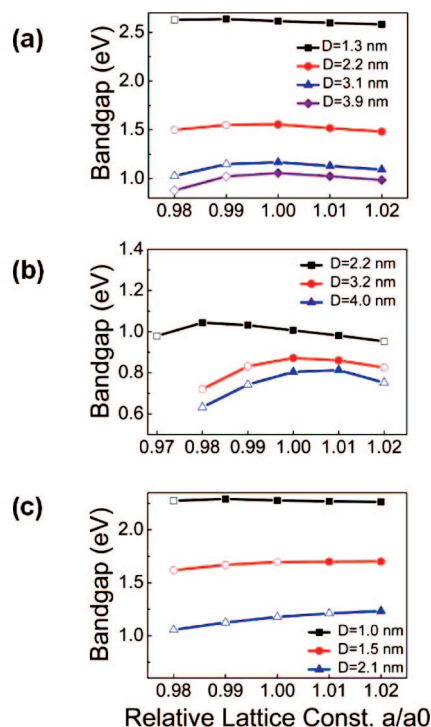 (a)
Bandgap (eV)
2.5
2.0
1.5
1.0
D=1.3 nm
D=2.2 nm
D=3.1 nm
D=3.9 nm
0.98 0.99 1.00 1.01 1.02
(b)
Bandgap (eV)
1.4
1.2
1.0
0.8
0.6
D=2.2 nm
D=3.2 nm
D=4.0 nm
0.97 0.98 0.99 1.00 1.01 1.02
(c)
Bandgap (eV)
2.0
1.5
1.0
D=1.0 nm
D=1.5 nm
D=2.1 nm
0.98 0.99 1.00 1.01 1.02
Relative Lattice Const. a/a0